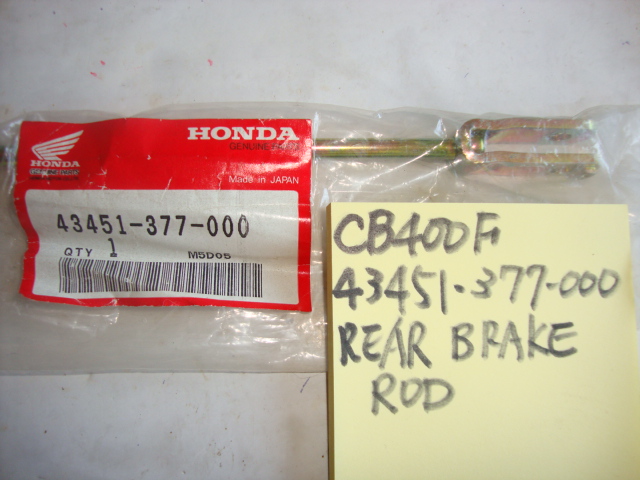 HONDA
GENUINE PARTS
HONDA
Made in JAPAN
43451-377-000
QTY 1 M5D05
CB400F
43451-377-000
REAR BRAKE
ROD